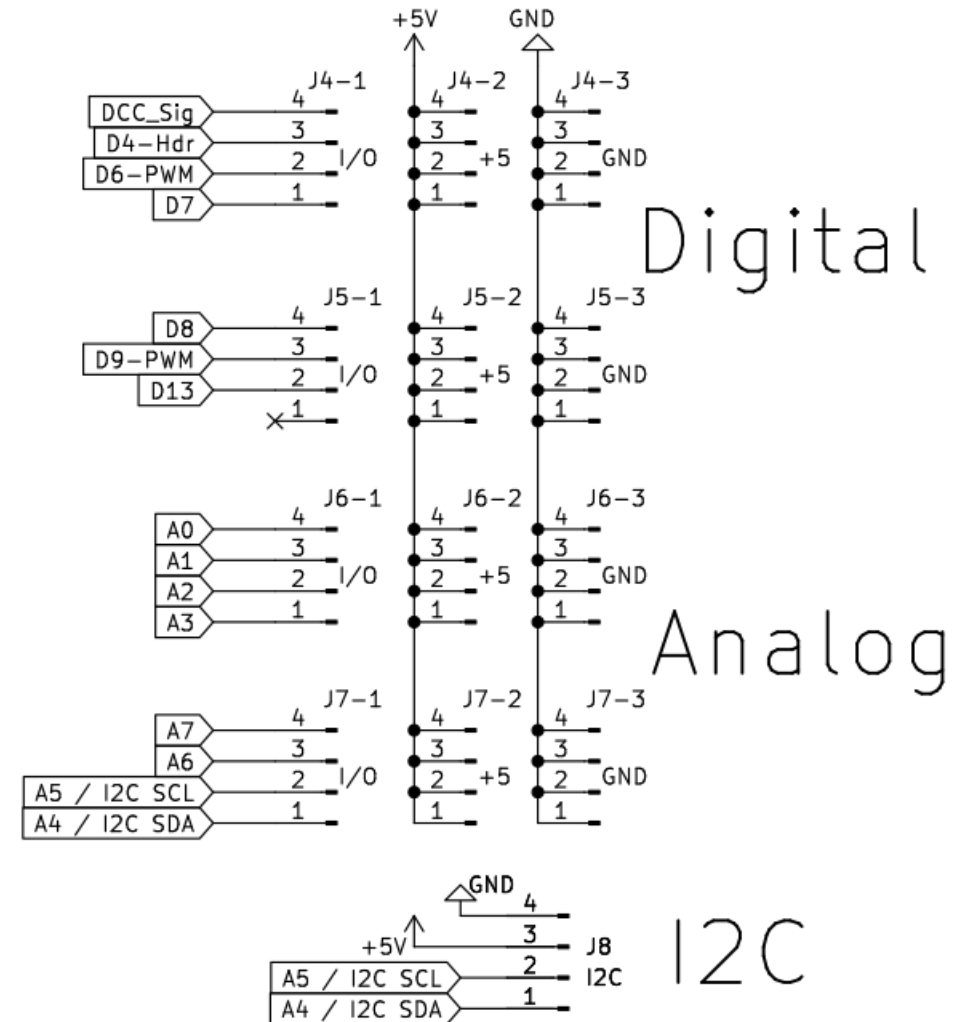 +5V GND
J4-1 J4-2 J4-3
DCC_Sig 4 4 4
D4-Hdr 3 3 3
I/O +5 GND
D6-PWM 2 2 2
D7 1 1 1
Digital
J5-1 J5-2 J5-3
D8 4 4 4
D9-PWM 3 3 3
I/O +5 GND
D13 2 2 2
1 1 1
J6-1 J6-2 J6-3
A0 4 4 4
A1 3 3 3
I/O +5 GND
A2 2 2 2
A3 1 1 1
Analog
J7-1 J7-2 J7-3
A7 4 4 4
A6 3 3 3
I/O +5 GND
A5 / I2C SCL 2 2 2
A4 / I2C SDA 1 1 1
GND 4
+5V 3 J8
I2C
A5 / I2C SCL 2 I2C
A4 / I2C SDA 1